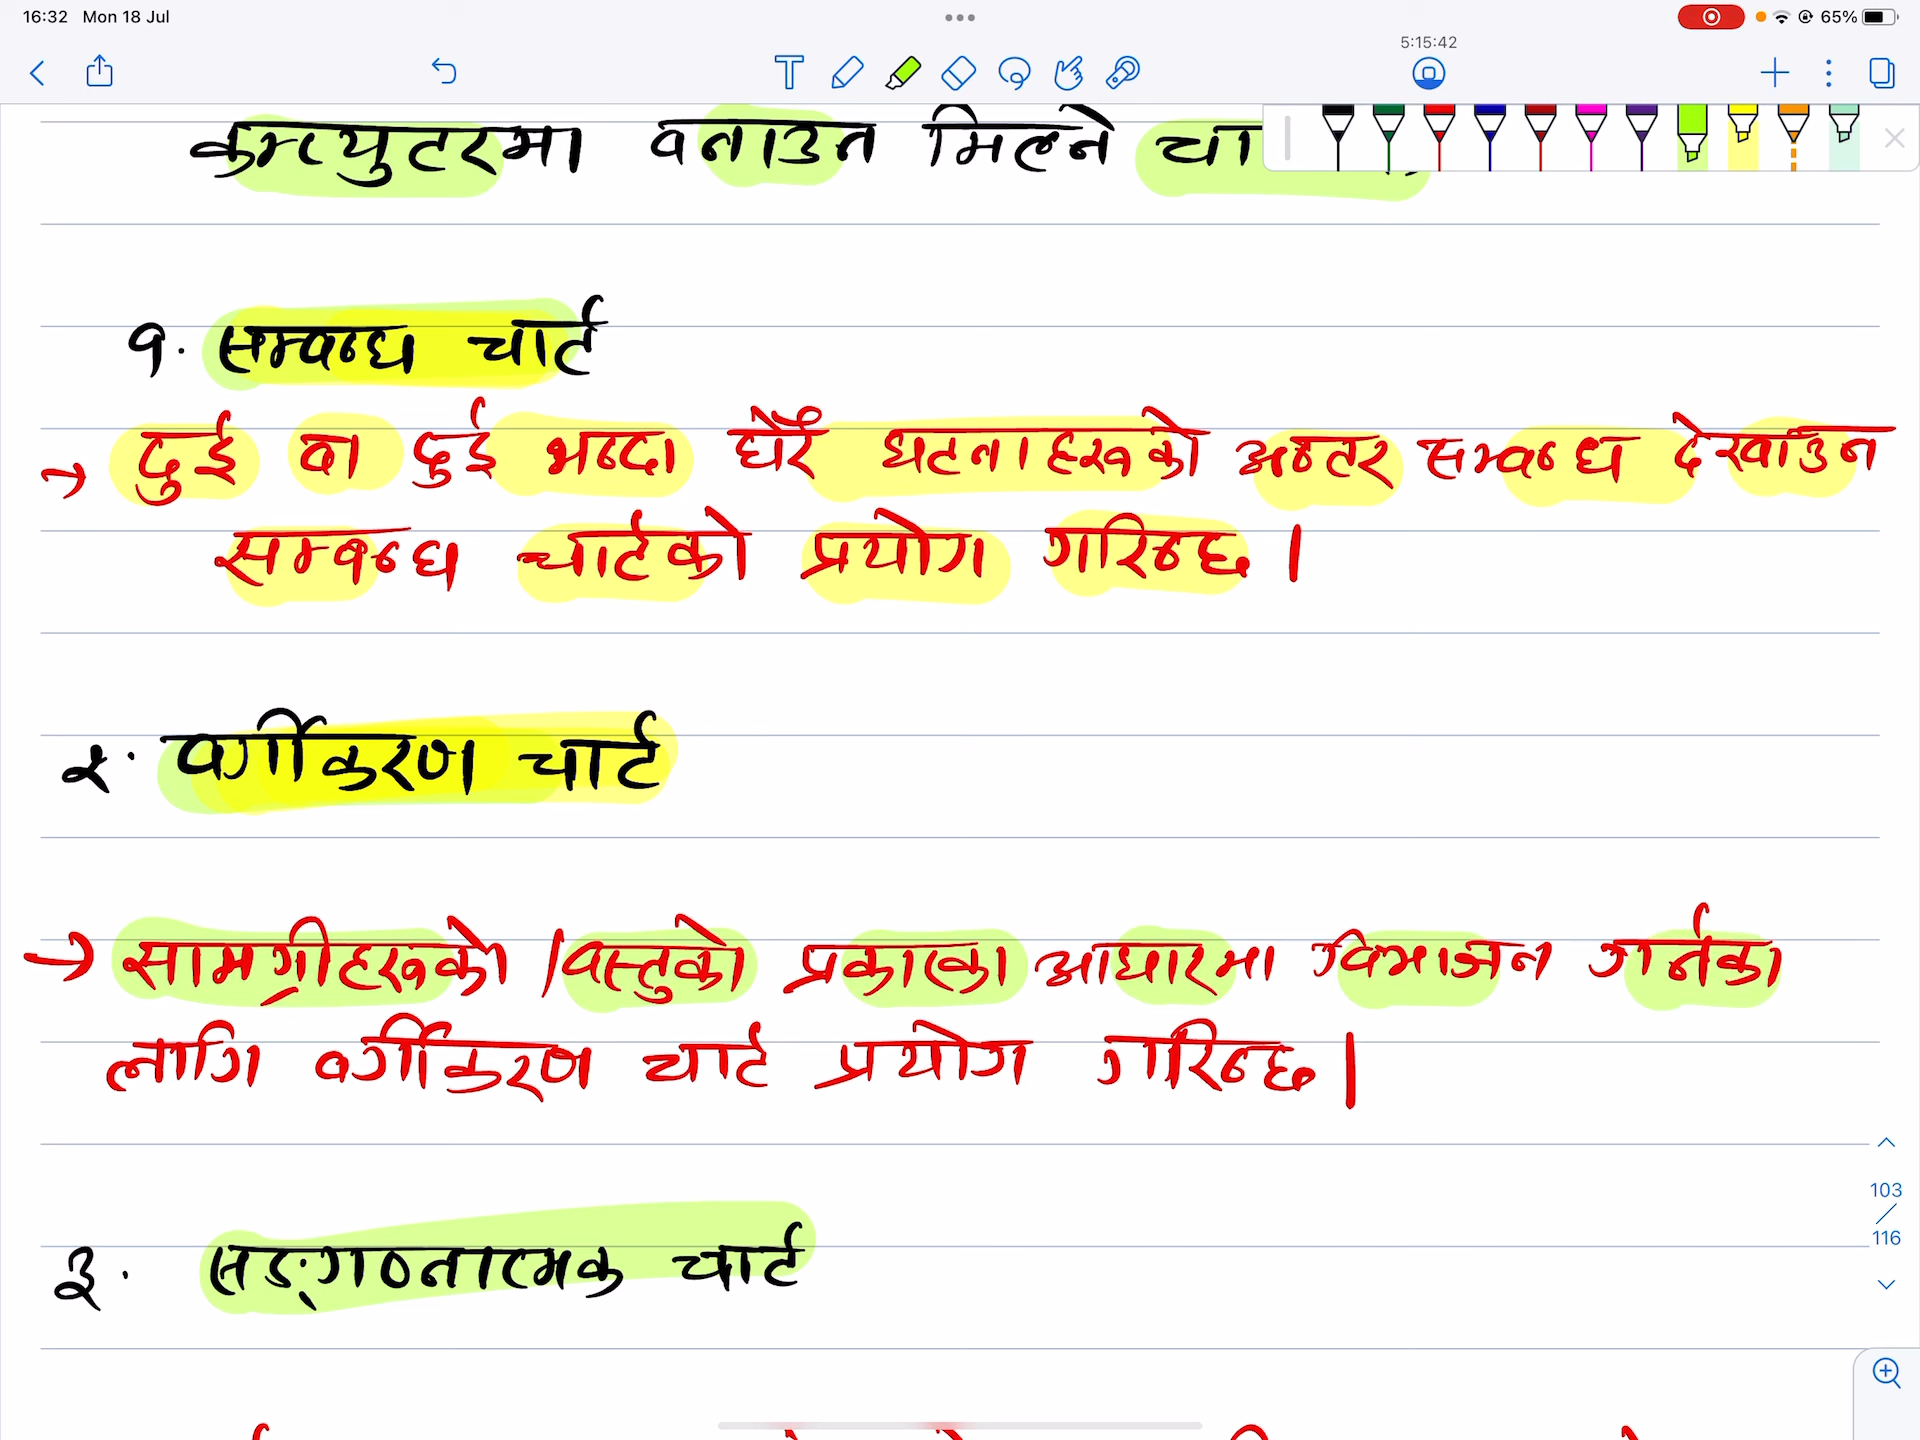 16:32 Mon 18 Jul
65%
5:15:42
कम्प्युटरमा बनाउन मिल्ने
१. सम्बन्ध चार्ट
→ दुई वा दुई भन्दा धेरै घटनाहरूको अन्तर सम्बन्ध देखाउन
सम्बन्ध चार्टको प्रयोग गरिन्छ।
२. वर्गीकरण चार्ट
→ सामग्रीहरूको /वस्तुको प्रकारका आधारमा विभाजन गर्नका
लागि वर्गीकरण चार्ट प्रयोग गरिन्छ।
103
/
116
३. सङ्गठनात्मक चार्ट